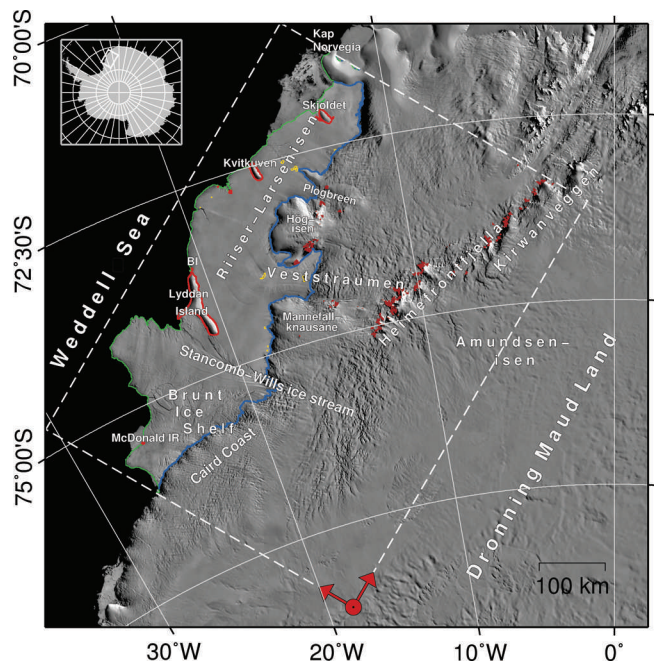 70°00'S
72°30'S
75°00'S
Kap
Norvegia
Skjoldet
Kvitkuven
Riiser-Larsenisen
Plogbreen
Høg-
isen
Weddell Sea
BI
Lyddan
Island
Veststraumen
Heimefrontfjella
Kirwanveggen
Mannefall-
knausane
Amundsen-
isen
Stancomb-Wills ice stream
Brunt
Ice
Shelf
McDonald IR
Caird Coast
Dronning Maud Land
100 km
30°W
20°W
10°W
0°